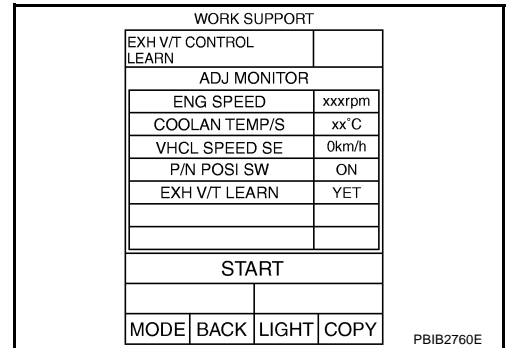 WORK SUPPORT
EXH V/T CONTROL
LEARN
ADJ MONITOR
ENG SPEED xxxrpm
COOLAN TEMP/S xx°C
VHCL SPEED SE 0km/h
P/N POSI SW ON
EXH V/T LEARN YET
START
MODE BACK LIGHT COPY
PBIB2760E